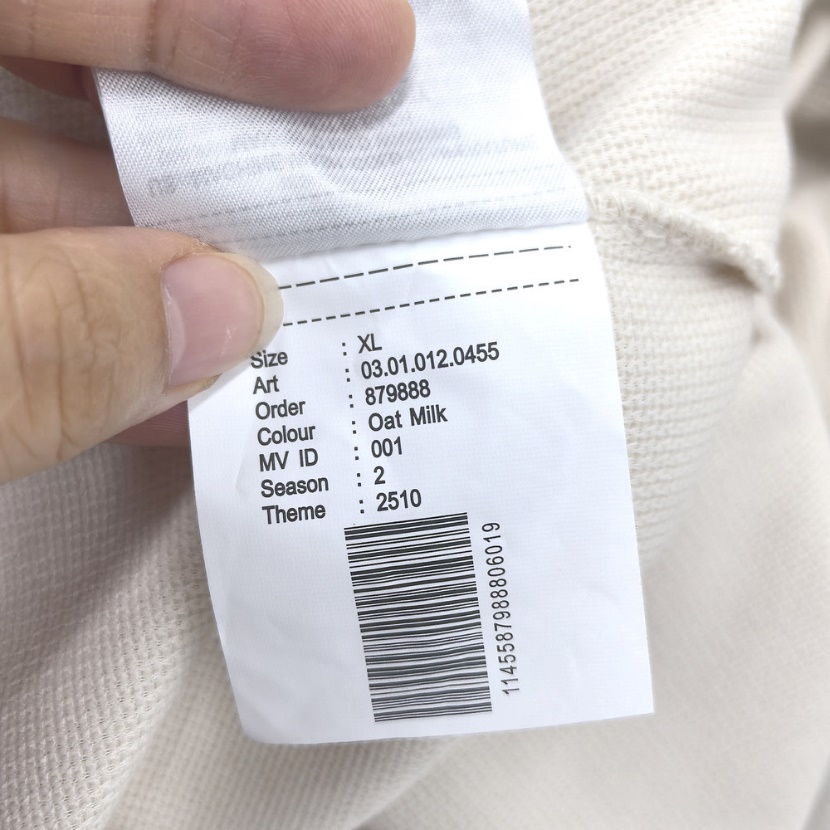 Size : XL
Art : 03.01.012.0455
Order : 879888
Colour : Oat Milk
MV ID : 001
Season : 2
Theme : 2510
1145587988806019